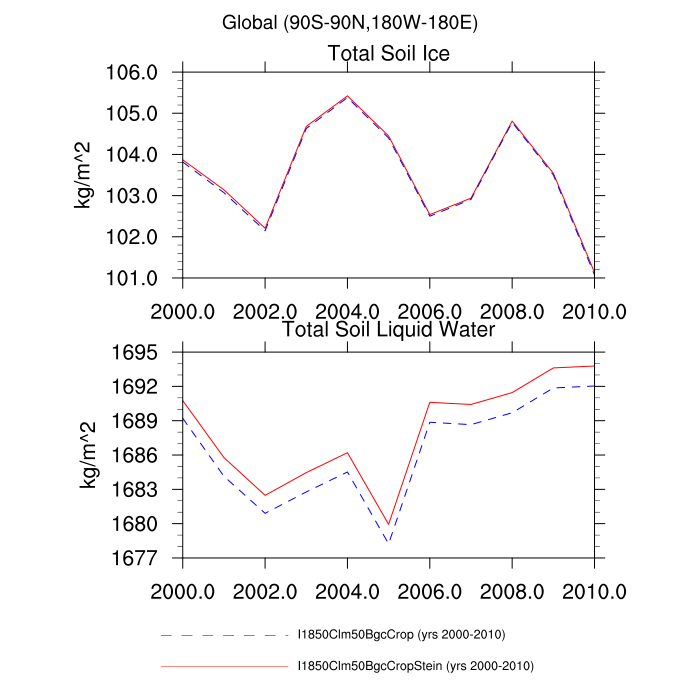 Global (90S-90N,180W-180E)
Total Soil Ice
106.0
105.0
104.0
103.0
102.0
101.0
kg/m^2
2000.0 2002.0 2004.0 2006.0 2008.0 2010.0
Total Soil Liquid Water
1695
1692
1689
1686
1683
1680
1677
kg/m^2
2000.0 2002.0 2004.0 2006.0 2008.0 2010.0
I1850Clm50BgcCrop (yrs 2000-2010)
I1850Clm50BgcCropStein (yrs 2000-2010)